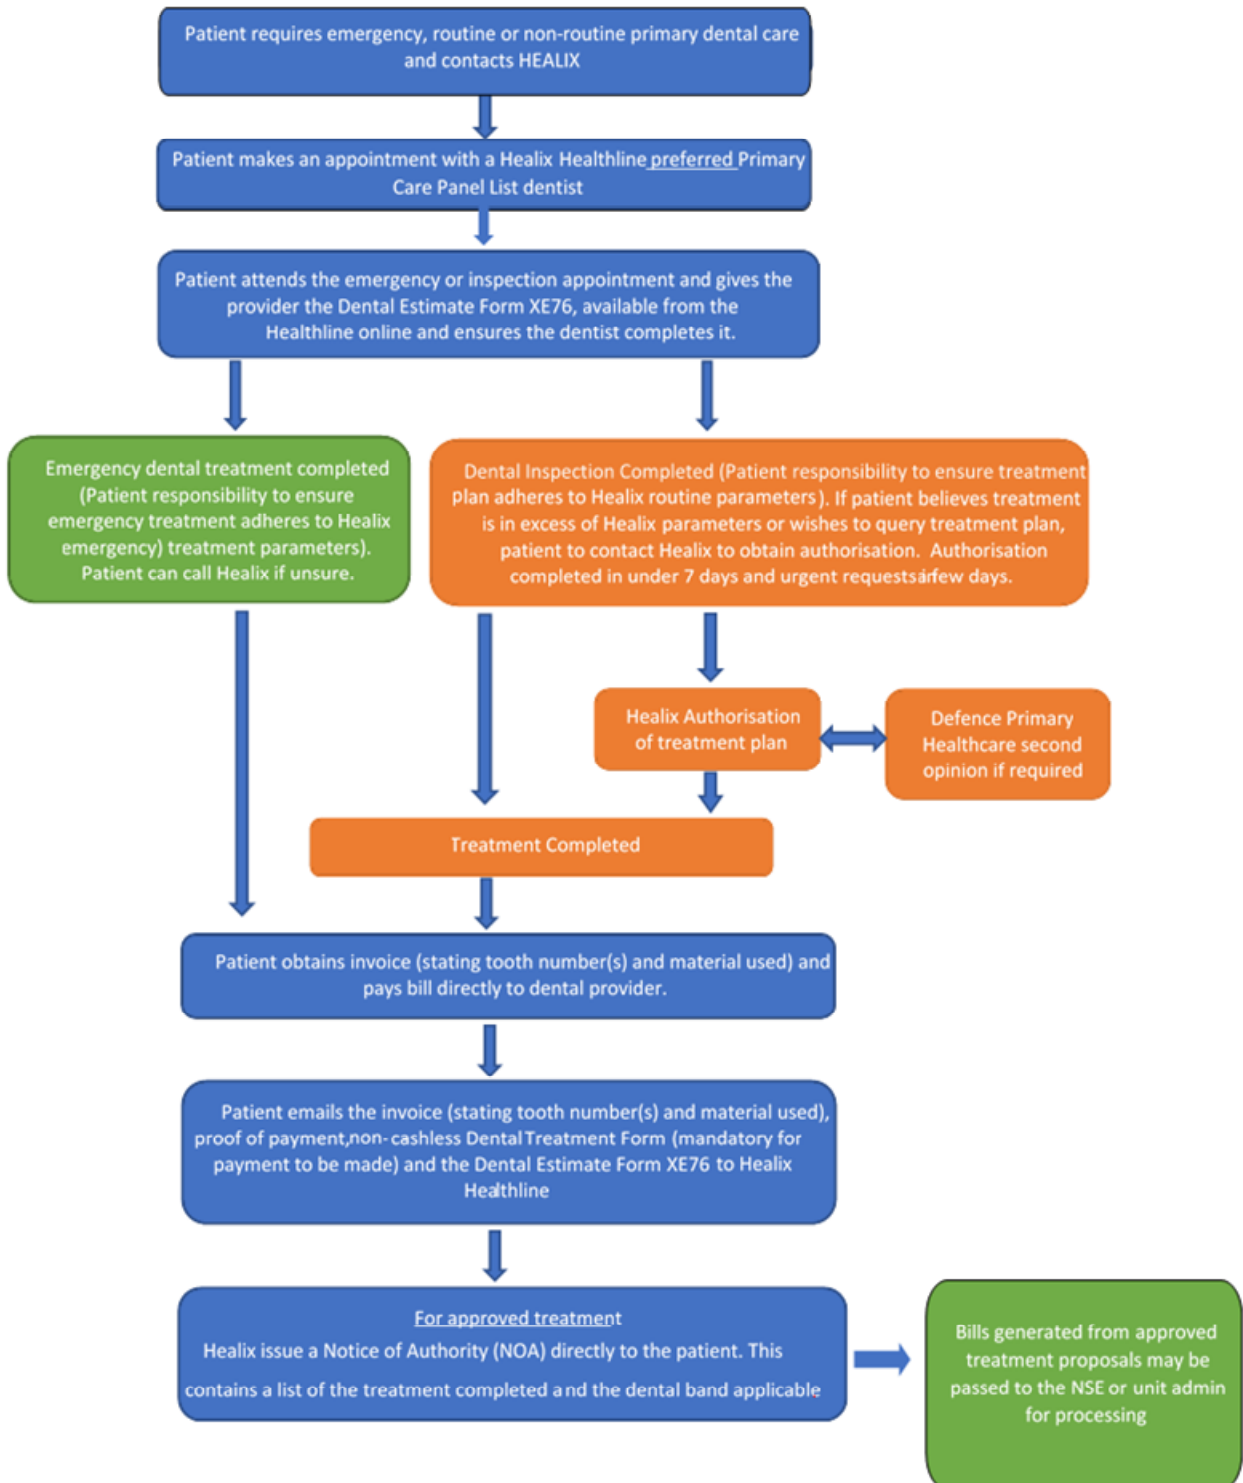 Patient requires emergency, routine or non-routine primary dental care
and contacts HEALIX
Patient makes an appointment with a Healix Healthline preferred Primary
Care Panel List dentist
Patient attends the emergency or inspection appointment and gives the
provider the Dental Estimate Form XE76, available from the
Healthline online and ensures the dentist completes it.
Emergency dental treatment completed
(Patient responsibility to ensure
emergency treatment adheres to Healix
emergency) treatment parameters).
Patient can call Healix if unsure.
Dental Inspection Completed (Patient responsibility to ensure treatment
plan adheres to Healix routine parameters). If patient believes treatment
is in excess of Healix parameters or wishes to query treatment plan,
patient to contact Healix to obtain authorisation. Authorisation
completed in under 7 days and urgent requests in few days.
Healix Authorisation
of treatment plan
Defence Primary
Healthcare second
opinion if required
Treatment Completed
Patient obtains invoice (stating tooth number(s) and material used) and
pays bill directly to dental provider.
Patient emails the invoice (stating tooth number(s) and material used),
proof of payment,non-cashless Dental Treatment Form (mandatory for
payment to be made) and the Dental Estimate Form XE76 to Healix
Healthline
For approved treatment
Healix issue a Notice of Authority (NOA) directly to the patient. This
contains a list of the treatment completed and the dental band applicable.
Bills generated from approved
treatment proposals may be
passed to the NSE or unit admin
for processing